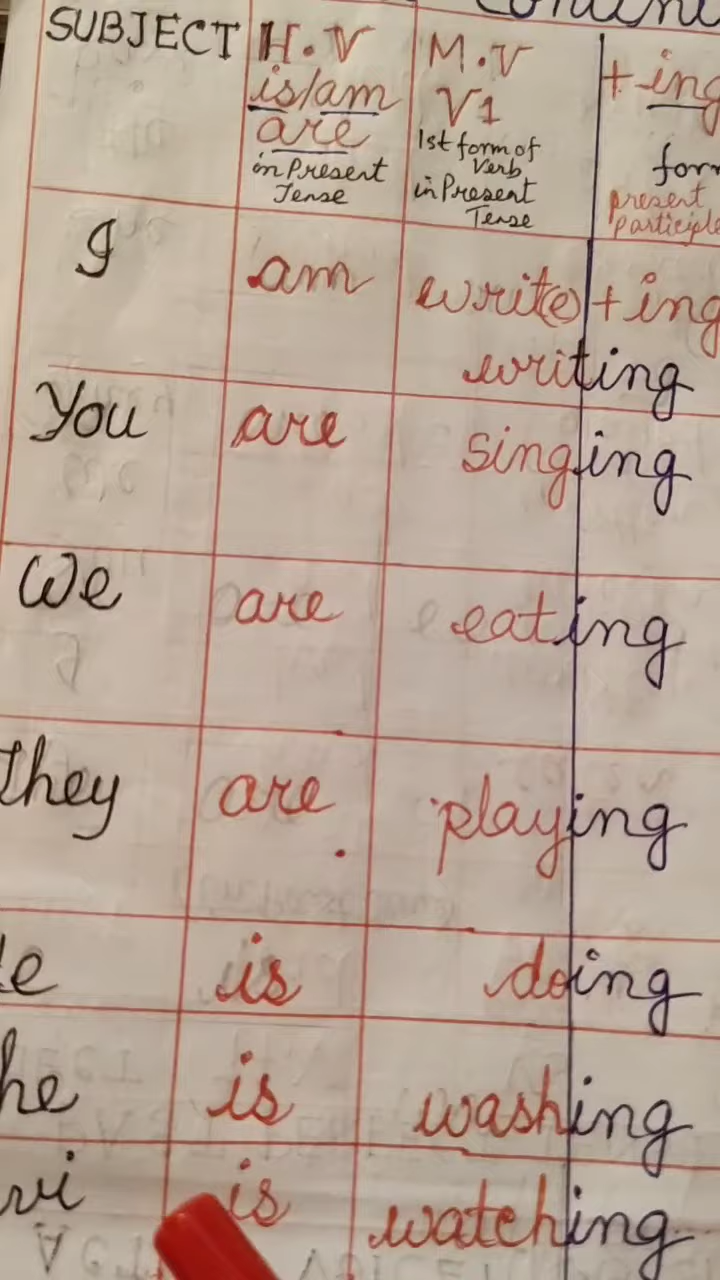 SUBJECT H.V M.V +ing
is/am V1
are 1st form of Verb form
in Present Tense in Present Tense present participle
I am write +ing
writing
You are singing
We are eating
They are playing
is doing
is washing
is watching